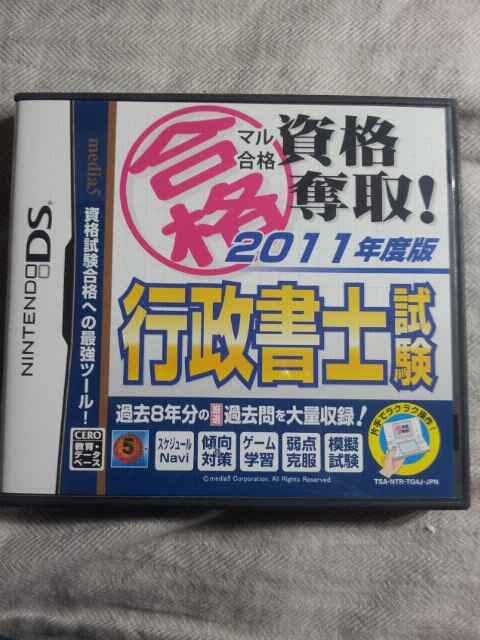 NINTENDO DS
media5
資格試験合格への最強ツール!
CERO
教育・データベース
合格
マル合格
資格奪取!
2011年度版
行政書士試験
過去8年分の厳選過去問を大量収録!
5
スケジュールNavi
傾向&対策
ゲーム学習
弱点克服
模擬試験
片手でラクラク操作!
©media5 Corporation. All Rights Reserved.
TSA-NTR-TG4J-JPN